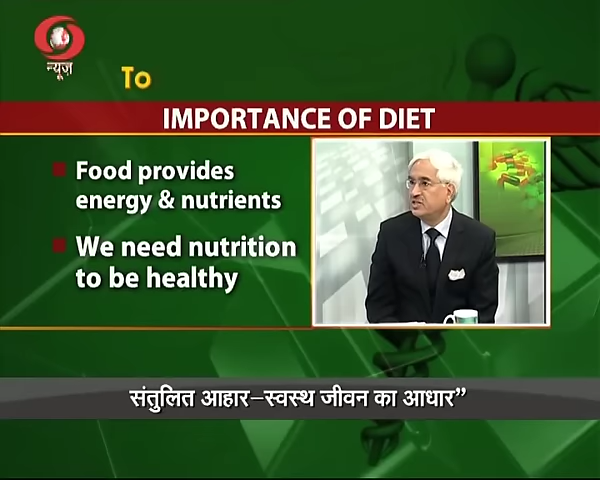 न्यूज़
To
IMPORTANCE OF DIET
Food provides
energy & nutrients
We need nutrition
to be healthy
संतुलित आहार–स्वस्थ जीवन का आधार”